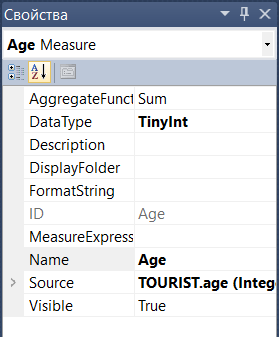 Свойства
Age Measure
AggregateFunct Sum
DataType TinyInt
Description
DisplayFolder
FormatString
ID Age
MeasureExpress
Name Age
Source TOURIST.age (Integ
Visible True